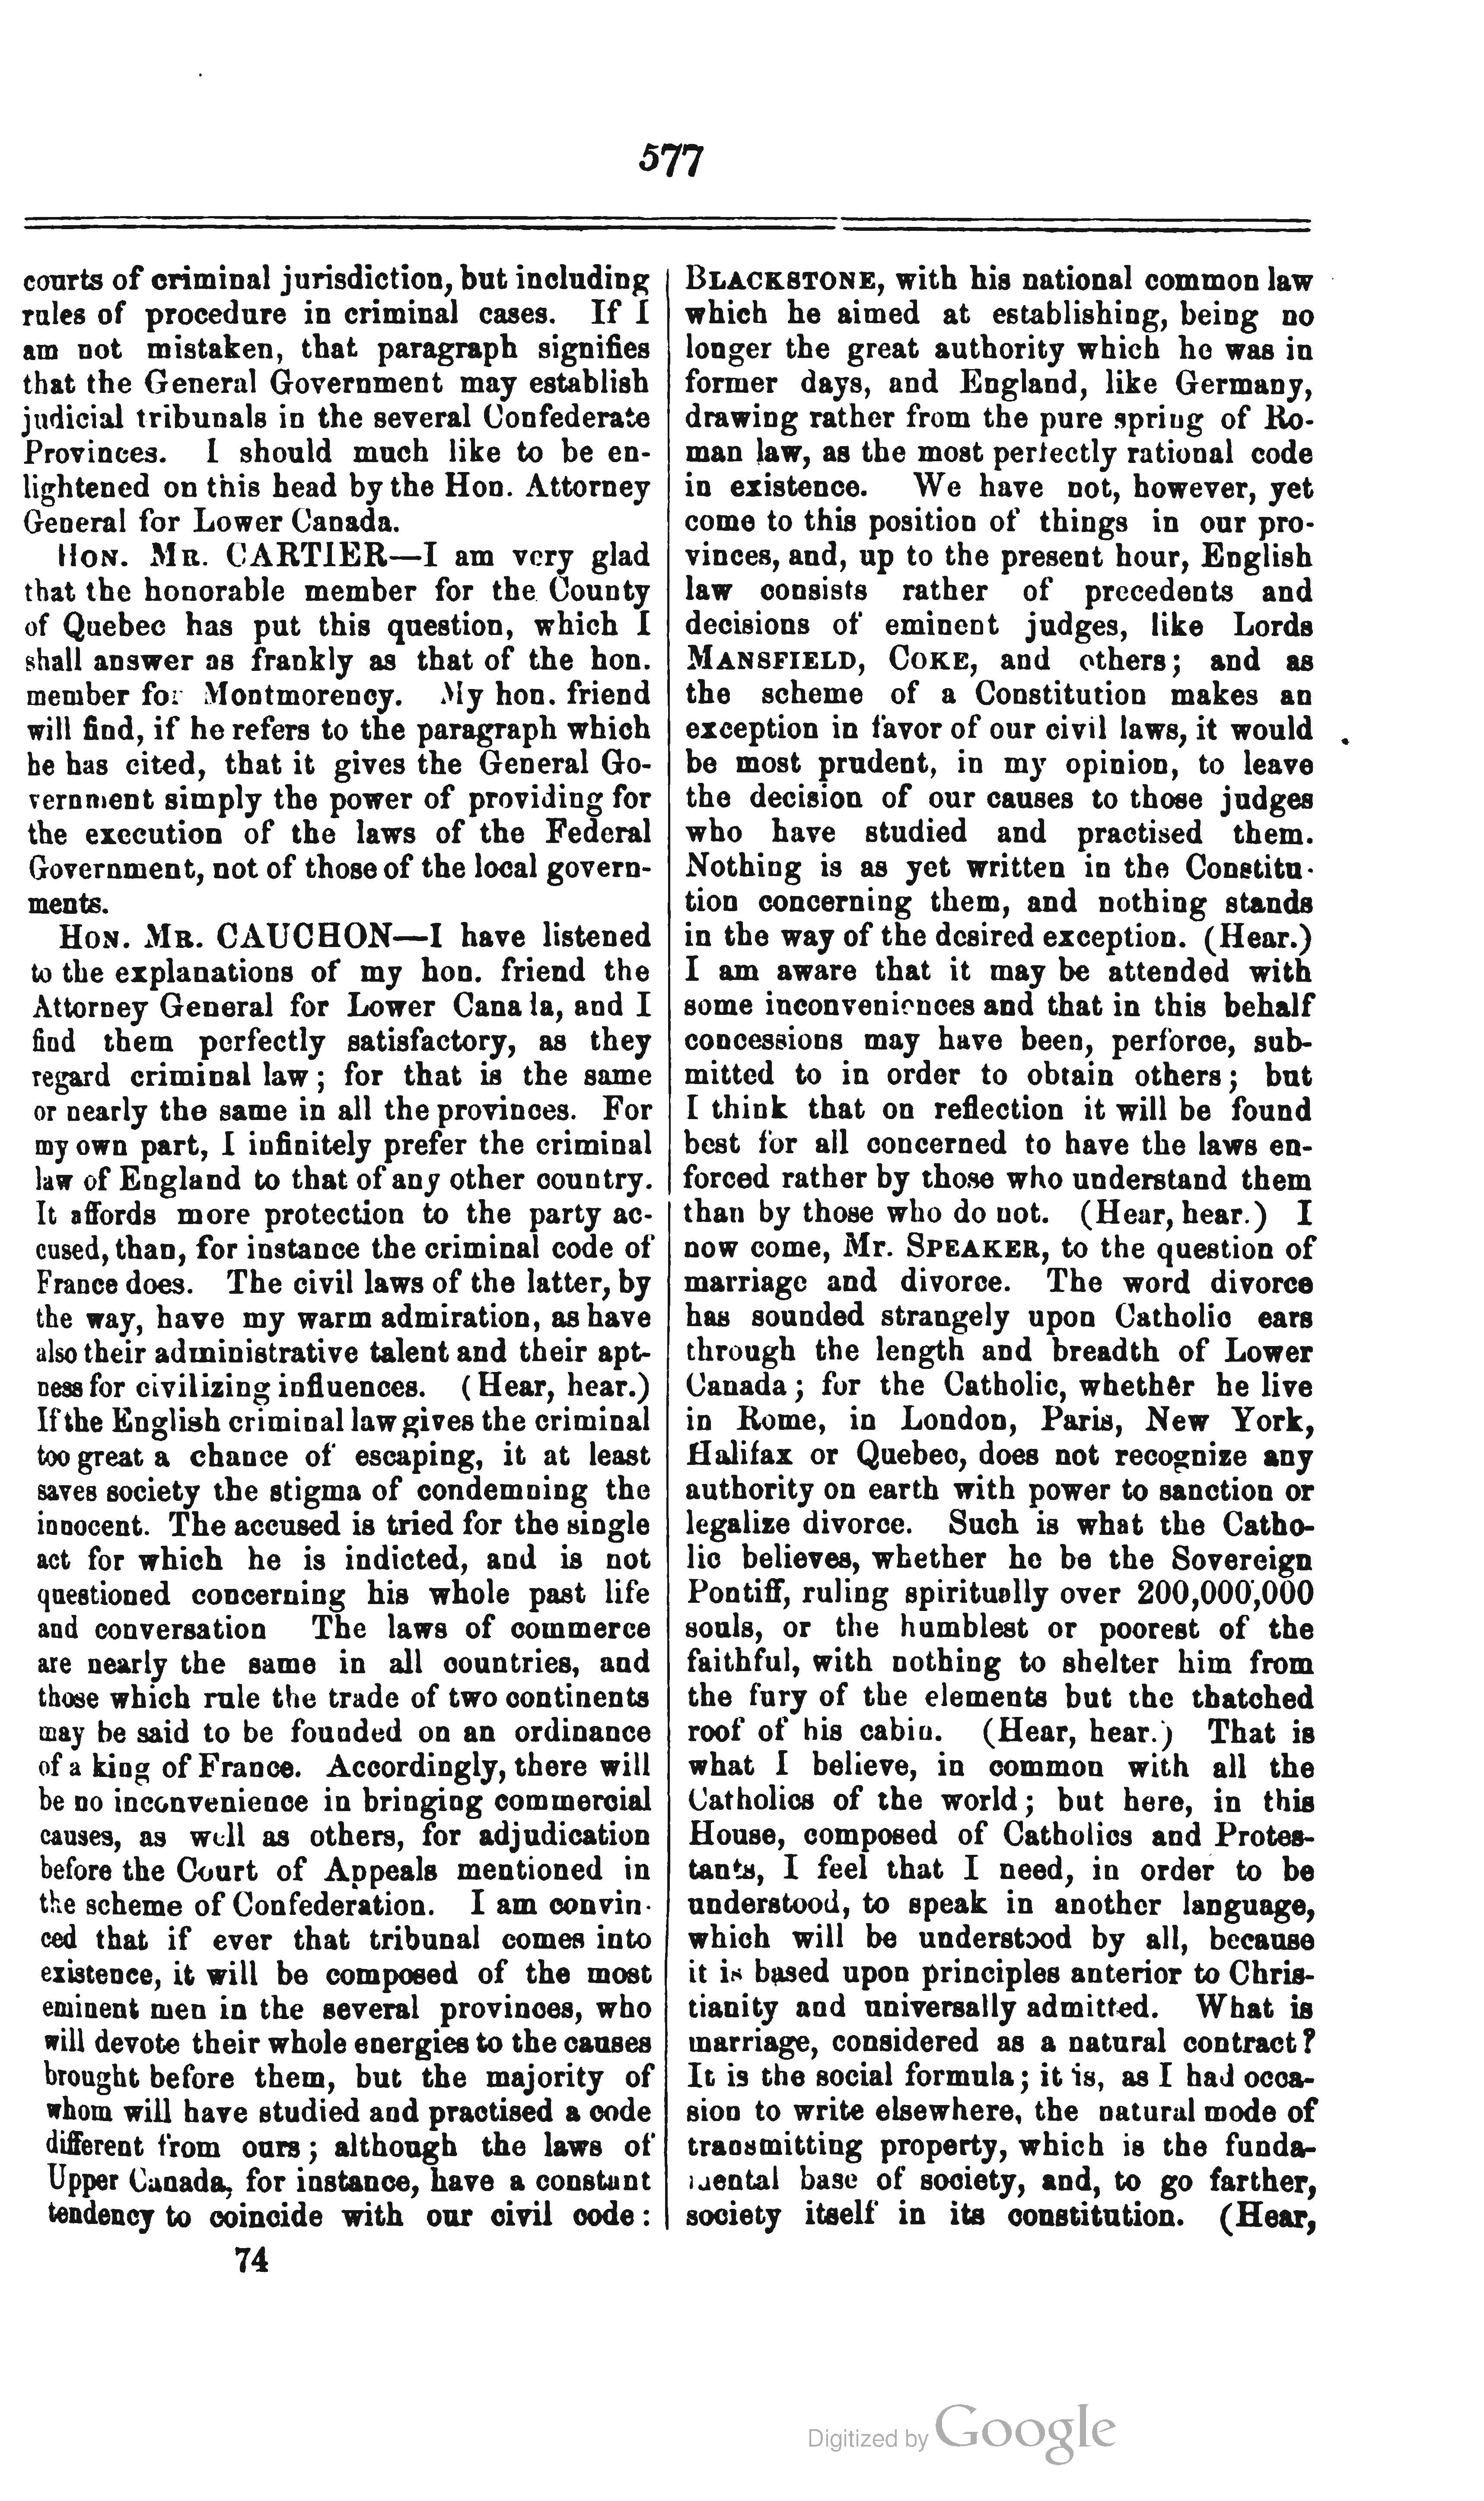 577
courts of criminal jurisdiction, but including
rules of procedure in criminal cases. If I
am not mistaken, that paragraph signifies
that the General Government may establish
judicial tribunals in the several Confederate
Provinces. I should much like to be en-
lightened on this head by the Hon. Attorney
General for Lower Canada.
HON. MR. CARTIER—I am very glad
that the honorable member for the County
of Quebec has put this question, which I
shall answer as frankly as that of the hon.
member for Montmorency. My hon. friend
will find, if he refers to the paragraph which
he has cited, that it gives the General Go-
vernment simply the power of providing for
the execution of the laws of the Federal
Government, not of those of the local govern-
ments.
HON. MR. CAUCHON—I have listened
to the explanations of my hon. friend the
Attorney General for Lower Canada, and I
find them perfectly satisfactory, as they
regard criminal law; for that is the same
or nearly the same in all the provinces. For
my own part, I infinitely prefer the criminal
law of England to that of any other country.
It affords more protection to the party ac-
cused, than, for instance the criminal code of
France does. The civil laws of the latter, by
the way, have my warm admiration, as have
also their administrative talent and their apt-
ness for civilizing influences. (Hear, hear.)
If the English criminal law gives the criminal
too great a chance of escaping, it at least
saves society the stigma of condemning the
innocent. The accused is tried for the single
act for which he is indicted, and is not
questioned concerning his whole past life
and conversation The laws of commerce
are nearly the same in all countries, and
those which rule the trade of two continents
may be said to be founded on an ordinance
of a king of France. Accordingly, there will
be no inconvenience in bringing commercial
causes, as well as others, for adjudication
before the Court of Appeals mentioned in
the scheme of Confederation. I am convin-
ced that if ever that tribunal comes into
existence, it will be composed of the most
eminent men in the several provinces, who
will devote their whole energies to the causes
brought before them, but the majority of
whom will have studied and practised a code
different from ours; although the laws of
Upper Canada, for instance, have a constant
tendency to coincide with our civil code:
74
BLACKSTONE, with his national common law
which he aimed at establishing, being no
longer the great authority which he was in
former days, and England, like Germany,
drawing rather from the pure spring of Ro-
man law, as the most perfectly rational code
in existence. We have not, however, yet
come to this position of things in our pro-
vinces, and, up to the present hour, English
law consists rather of precedents and
decisions of eminent judges, like Lords
MANSFIELD, COKE, and others; and as
the scheme of a Constitution makes an
exception in favor of our civil laws, it would
be most prudent, in my opinion, to leave
the decision of our causes to those judges
who have studied and practised them.
Nothing is as yet written in the Constitu-
tion concerning them, and nothing stands
in the way of the desired exception. (Hear.)
I am aware that it may be attended with
some inconveniences and that in this behalf
concessions may have been, perforce, sub-
mitted to in order to obtain others; but
I think that on reflection it will be found
best for all concerned to have the laws en-
forced rather by those who understand them
than by those who do not. (Hear, hear.) I
now come, Mr. SPEAKER, to the question of
marriage and divorce. The word divorce
has sounded strangely upon Catholic ears
through the length and breadth of Lower
Canada; for the Catholic, whether he live
in Rome, in London, Paris, New York,
Halifax or Quebec, does not recognize any
authority on earth with power to sanction or
legalize divorce. Such is what the Catho-
lic believes, whether he be the Sovereign
Pontiff, ruling spiritually over 200,000,000
souls, or the humblest or poorest of the
faithful, with nothing to shelter him from
the fury of the elements but the thatched
roof of his cabin. (Hear, hear.) That is
what I believe, in common with all the
Catholics of the world; but here, in this
House, composed of Catholics and Protes-
tants, I feel that I need, in order to be
understood, to speak in another language,
which will be understood by all, because
it is based upon principles anterior to Chris-
tianity and universally admitted. What is
marriage, considered as a natural contract?
It is the social formula; it is, as I had occa-
sion to write elsewhere, the natural mode of
transmitting property, which is the funda-
mental base of society, and, to go farther,
society itself in its constitution. (Hear,
Digitized by Google